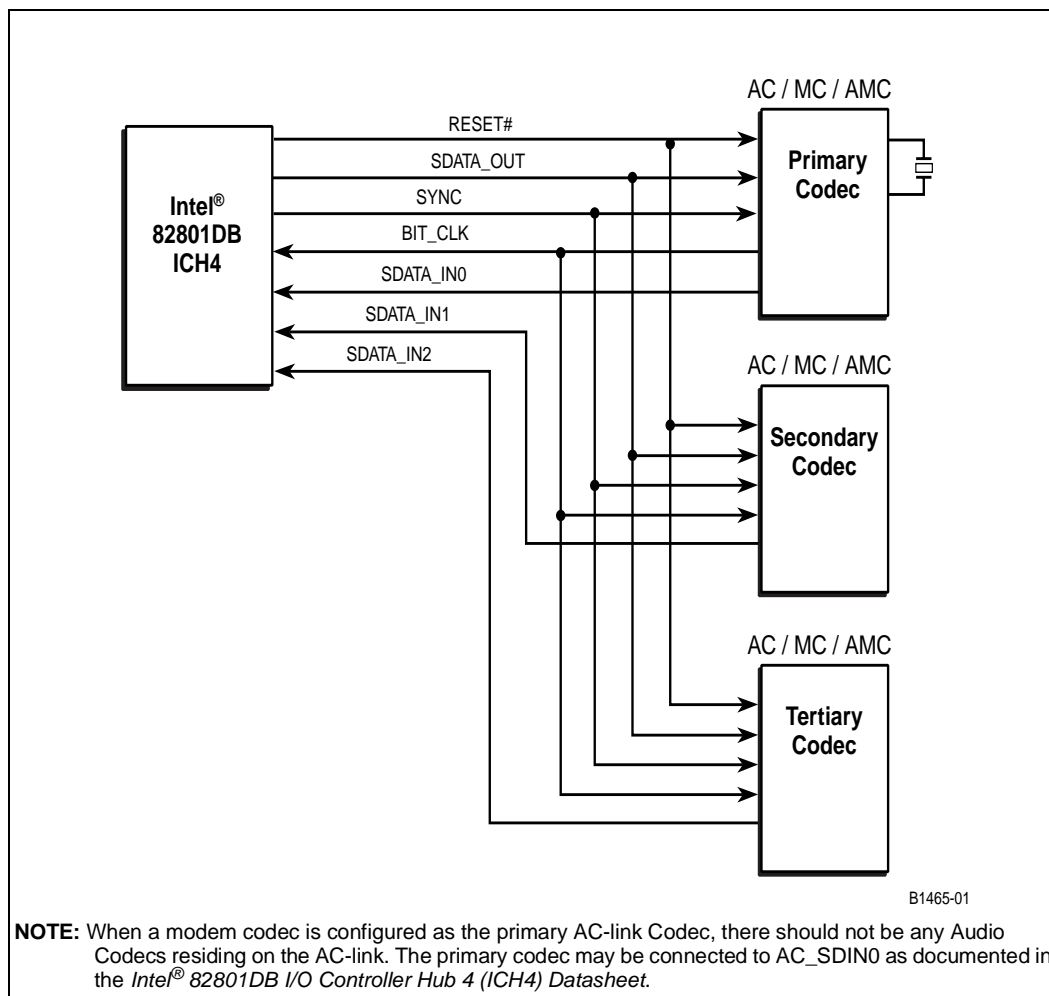 AC / MC / AMC
RESET#
SDATA_OUT
SYNC
BIT_CLK
SDATA_IN0
SDATA_IN1
SDATA_IN2
Intel®
82801DB
ICH4
Primary
Codec
AC / MC / AMC
Secondary
Codec
AC / MC / AMC
Tertiary
Codec
B1465-01
NOTE: When a modem codec is configured as the primary AC-link Codec, there should not be any Audio
Codecs residing on the AC-link. The primary codec may be connected to AC_SDIN0 as documented in
the Intel® 82801DB I/O Controller Hub 4 (ICH4) Datasheet.